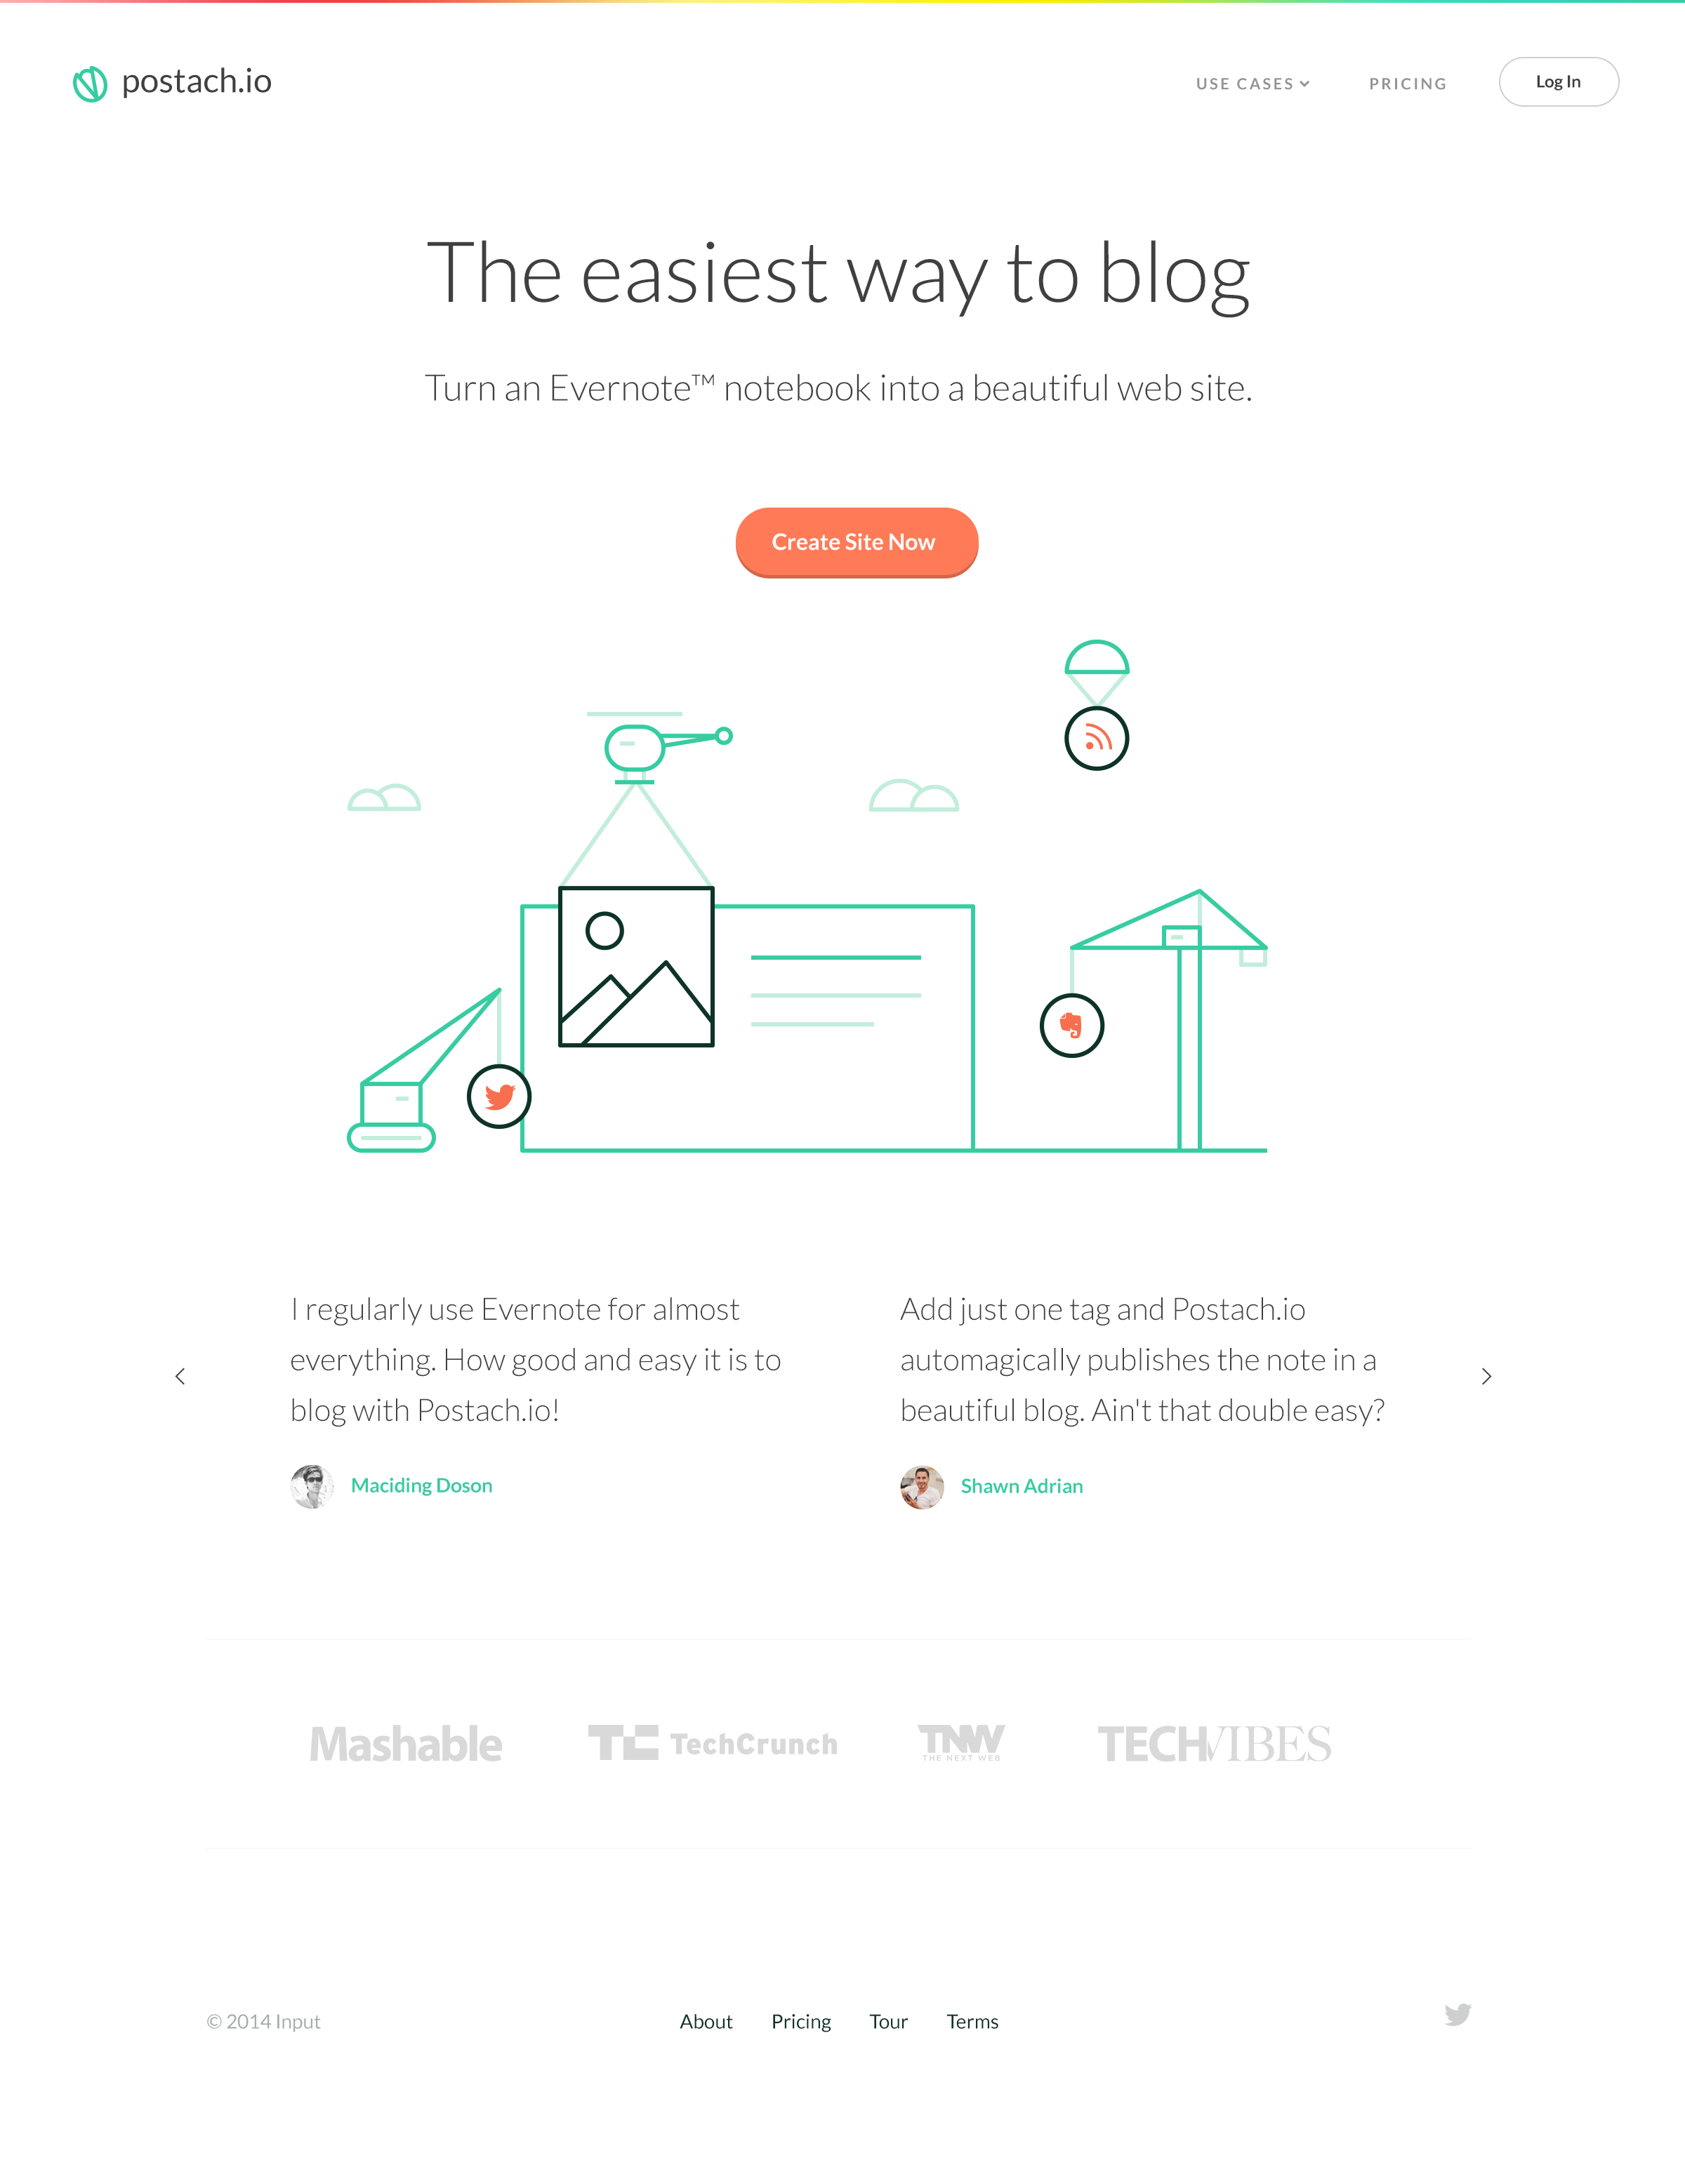 postach.io
USE CASES
PRICING
Log In
The easiest way to blog
Turn an Evernote™ notebook into a beautiful web site.
Create Site Now
I regularly use Evernote for almost
everything. How good and easy it is to
blog with Postach.io!
Maciding Doson
Add just one tag and Postach.io
automagically publishes the note in a
beautiful blog. Ain't that double easy?
Shawn Adrian
Mashable
TC TechCrunch
TNW
THE NEXT WEB
TECHVIBES
© 2014 Input
About
Pricing
Tour
Terms